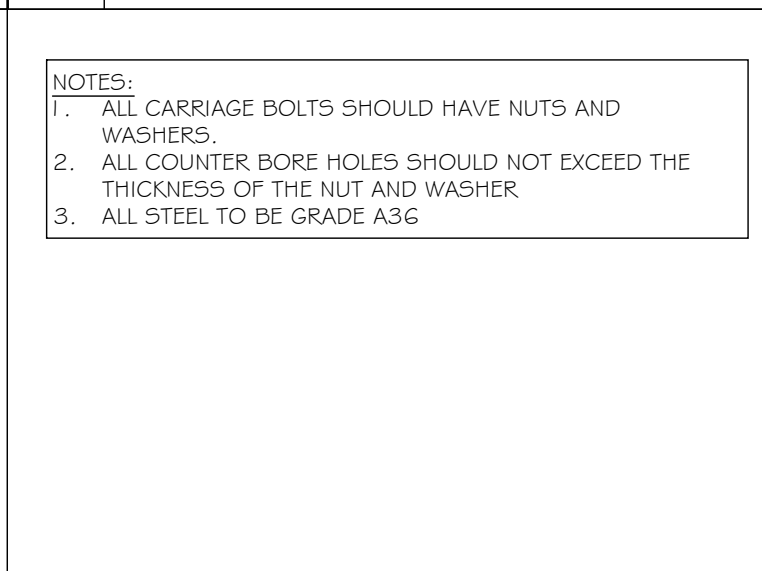 NOTES:
1. ALL CARRIAGE BOLTS SHOULD HAVE NUTS AND
WASHERS.
2. ALL COUNTER BORE HOLES SHOULD NOT EXCEED THE
THICKNESS OF THE NUT AND WASHER
3. ALL STEEL TO BE GRADE A36